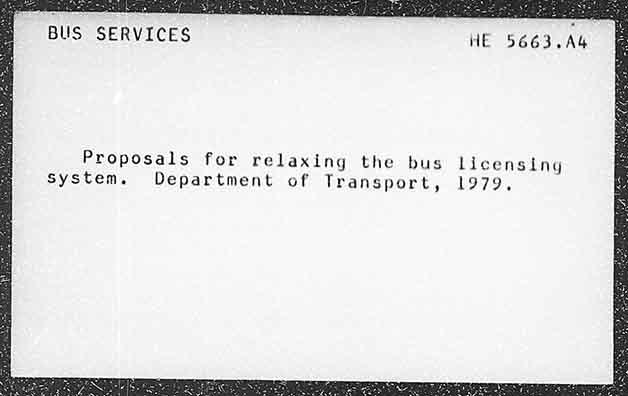 BUS SERVICES HE 5663.A4
Proposals for relaxing the bus licensing
system. Department of Transport, 1979.